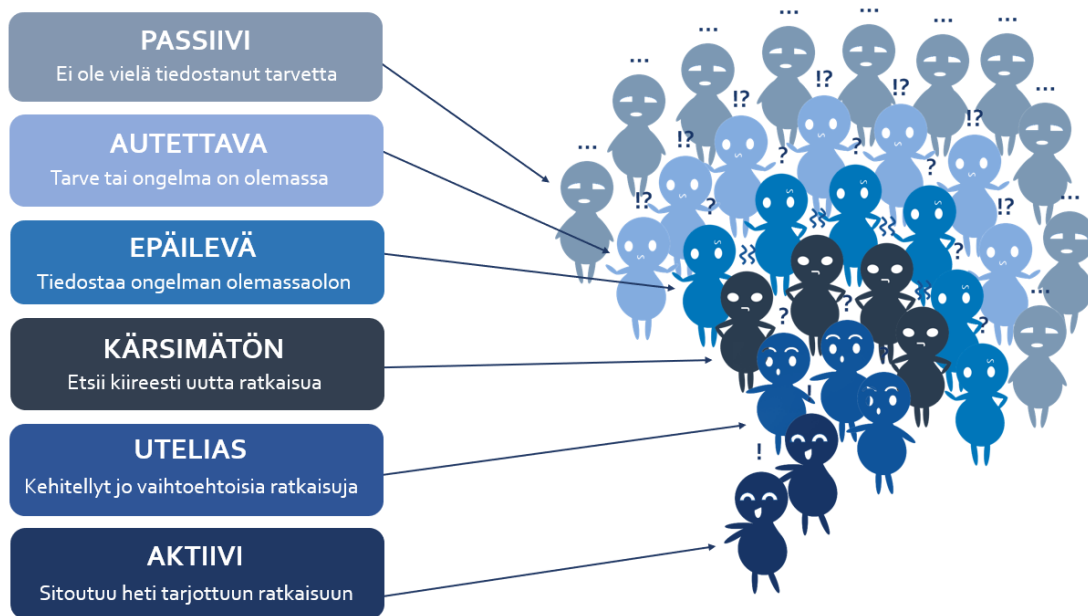 PASSIIVI
Ei ole vielä tiedostanut tarvetta
AUTETTAVA
Tarve tai ongelma on olemassa
EPÄILEVÄ
Tiedostaa ongelman olemassaolon
KÄRSIMÄTÖN
Etsii kiireesti uutta ratkaisua
UTELIAS
Kehitellyt jo vaihtoehtoisia ratkaisuja
AKTIIVI
Sitoutuu heti tarjottuun ratkaisuun
... ... ... ... ...
... ...
... ...
...
!? !? !?
!? !?
!? !?
? ? ?
? ?
?
? ?
!
!